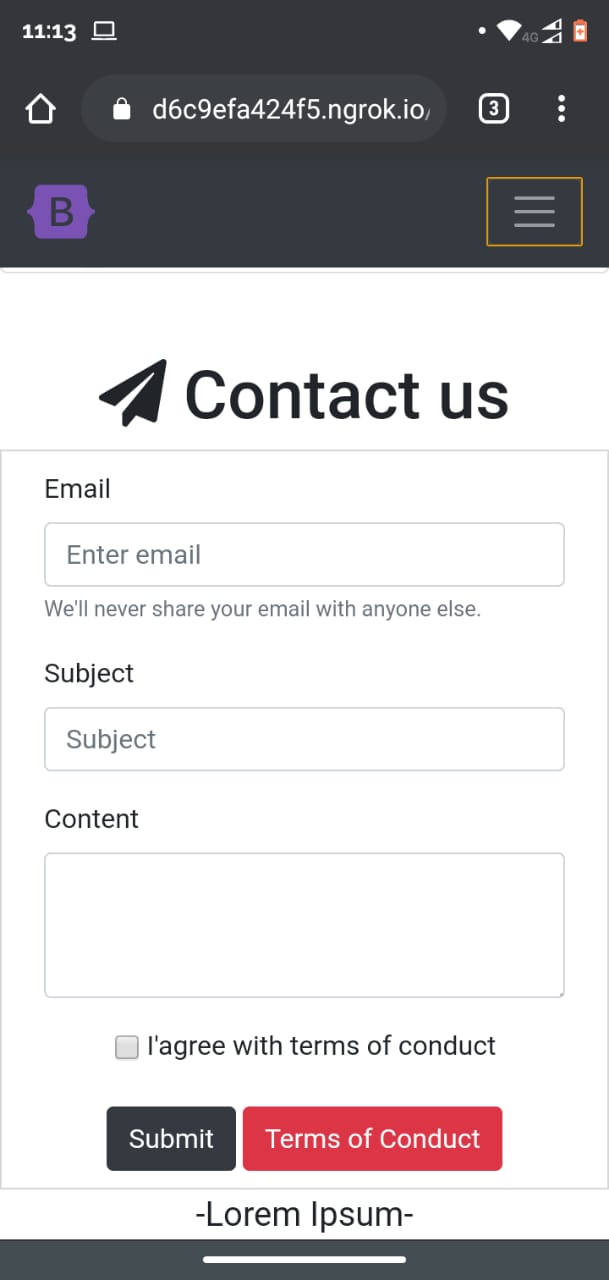 11:13
4G
d6c9efa424f5.ngrok.io/
3
B
Contact us
Email
Enter email
We'll never share your email with anyone else.
Subject
Subject
Content
I'agree with terms of conduct
Submit Terms of Conduct
-Lorem Ipsum-